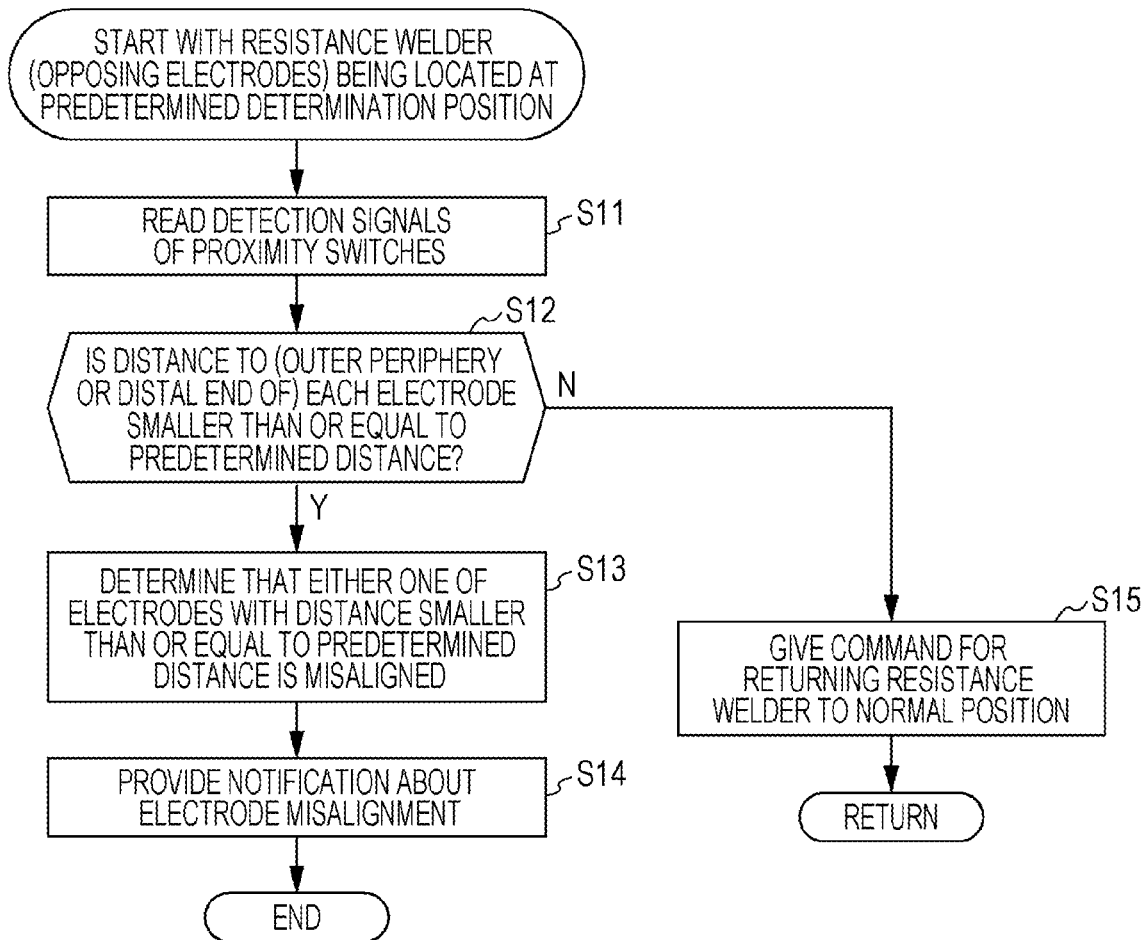 START WITH RESISTANCE WELDER
(OPPOSING ELECTRODES) BEING LOCATED AT
PREDETERMINED DETERMINATION POSITION
READ DETECTION SIGNALS
OF PROXIMITY SWITCHES
S11
S12
IS DISTANCE TO (OUTER PERIPHERY
OR DISTAL END OF) EACH ELECTRODE
SMALLER THAN OR EQUAL TO
PREDETERMINED DISTANCE?
N
Y
DETERMINE THAT EITHER ONE OF
ELECTRODES WITH DISTANCE SMALLER
THAN OR EQUAL TO PREDETERMINED
DISTANCE IS MISALIGNED
S13
S15
GIVE COMMAND FOR
RETURNING RESISTANCE
WELDER TO NORMAL POSITION
PROVIDE NOTIFICATION ABOUT
ELECTRODE MISALIGNMENT
S14
RETURN
END